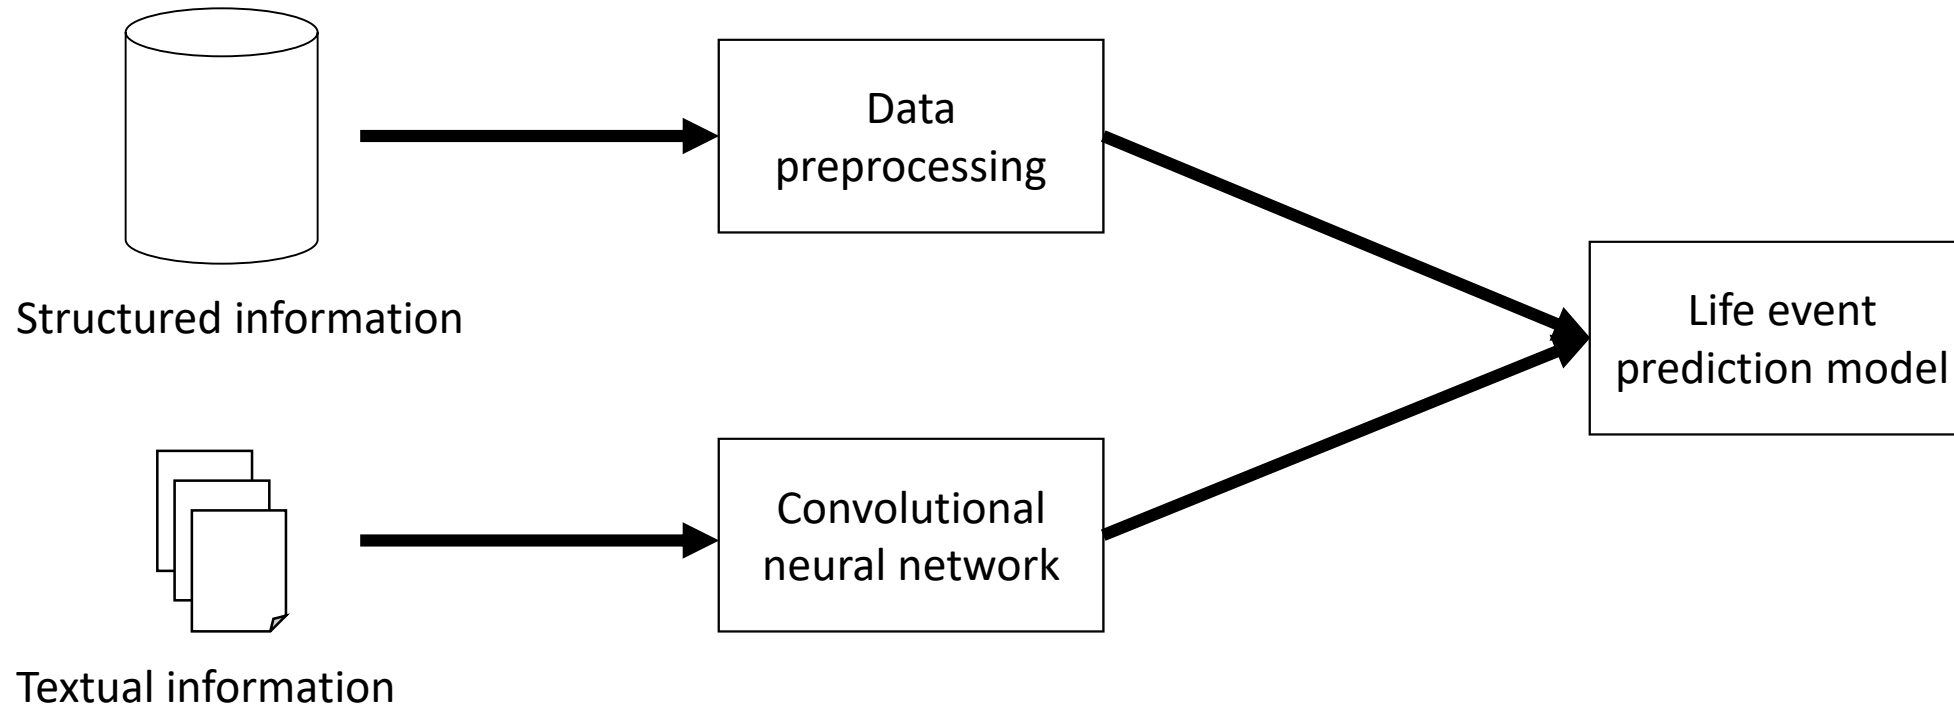 Data
preprocessing
Structured information
Life event
prediction model
Convolutional
neural network
Textual information